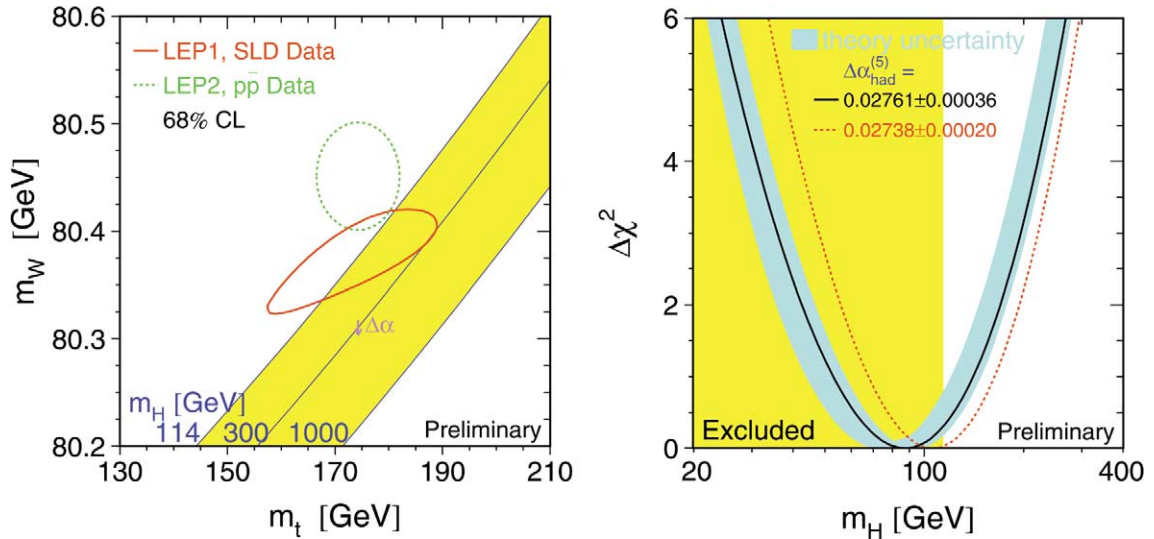 80.6
80.5
80.4
80.3
80.2
m_W [GeV]
LEP1, SLD Data
LEP2, pp̄ Data
68% CL
Δα
m_H [GeV]
114 300 1000
Preliminary
130 150 170 190 210
m_t [GeV]
6
4
2
0
Δχ²
theory uncertainty
Δα_had^(5) =
0.02761±0.00036
0.02738±0.00020
Excluded
Preliminary
20 100 400
m_H [GeV]